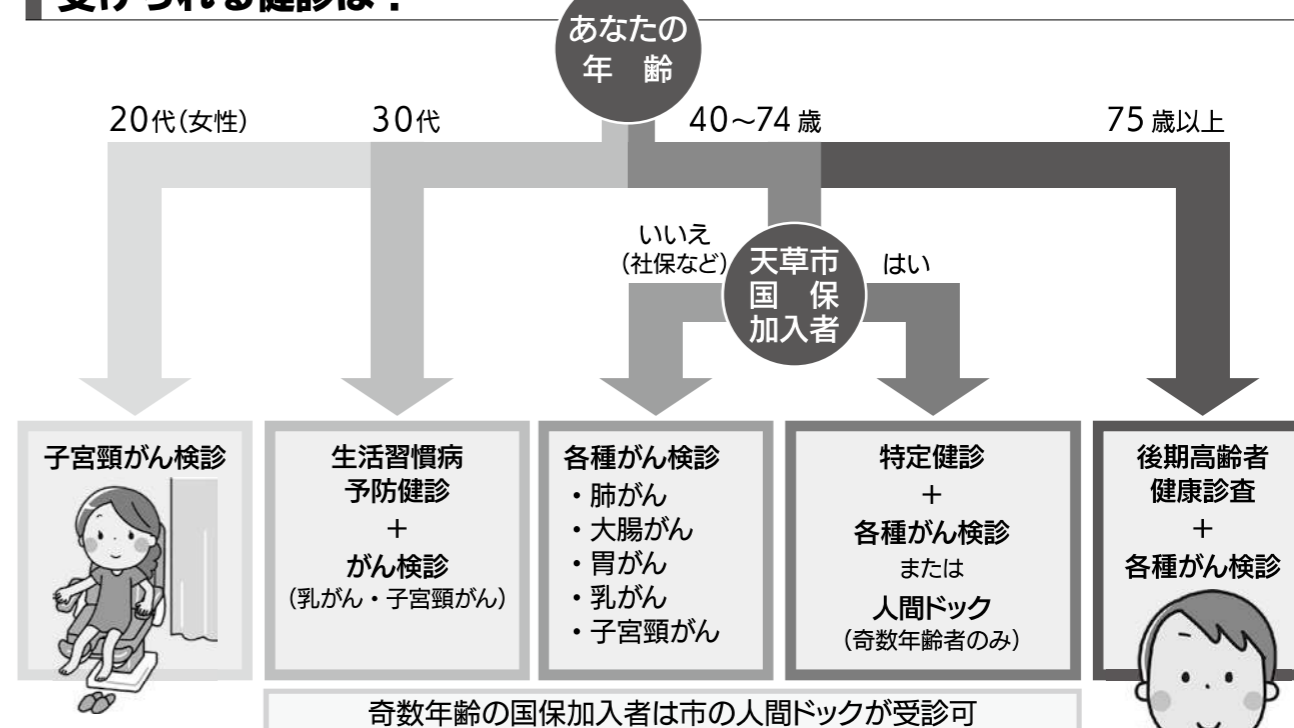 受けられる健診は？
あなたの
年　齢
20代（女性）
30代
40～74歳
75歳以上
いいえ
（社保など）
天草市
国　保
加入者
はい
子宮頸がん検診
生活習慣病
予防健診
＋
がん検診
（乳がん・子宮頸がん）
各種がん検診
・肺がん
・大腸がん
・胃がん
・乳がん
・子宮頸がん
特定健診
＋
各種がん検診
または
人間ドック
（奇数年齢者のみ）
後期高齢者
健康診査
＋
各種がん検診
奇数年齢の国保加入者は市の人間ドックが受診可